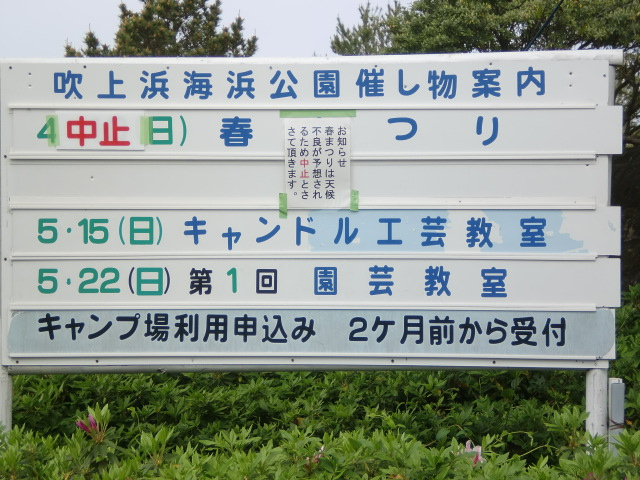 吹上浜海浜公園催し物案内
4 中止 日) 春 つり
お知らせ
春まつりは天候
不良が予想され
るため中止とさ
さて頂きます。
5・15(日) キャンドル工芸教室
5・22(日) 第1回 園芸教室
キャンプ場利用申込み 2ケ月前から受付